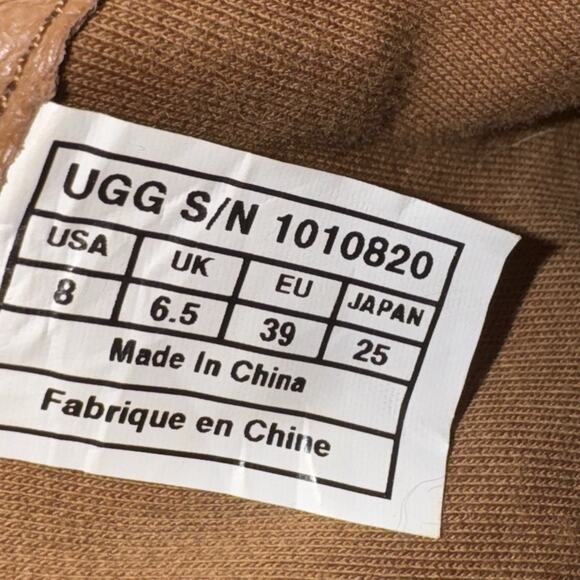 UGG S/N 1010820
USA UK EU JAPAN
8 6.5 39 25
Made In China
Fabrique en Chine